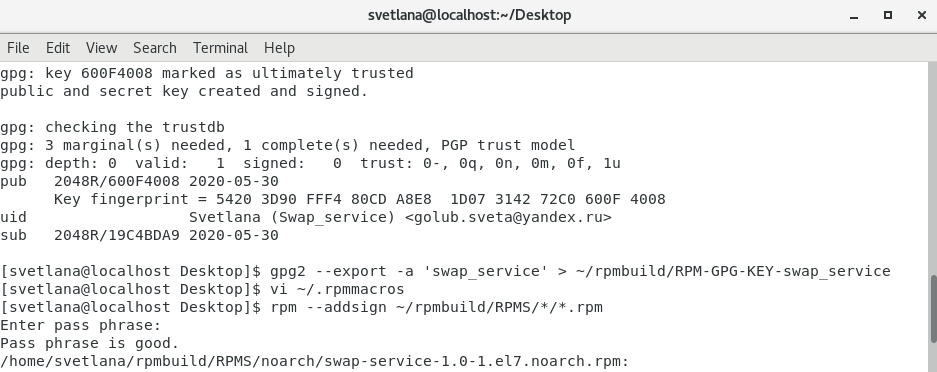 svetlana@localhost:~/Desktop
File Edit View Search Terminal Help
gpg: key 600F4008 marked as ultimately trusted
public and secret key created and signed.
gpg: checking the trustdb
gpg: 3 marginal(s) needed, 1 complete(s) needed, PGP trust model
gpg: depth: 0  valid:   1  signed:   0  trust: 0-, 0q, 0n, 0m, 0f, 1u
pub   2048R/600F4008 2020-05-30
      Key fingerprint = 5420 3D90 FFF4 80CD A8E8  1D07 3142 72C0 600F 4008
uid                  Svetlana (Swap_service) <golub.sveta@yandex.ru>
sub   2048R/19C4BDA9 2020-05-30
[svetlana@localhost Desktop]$ gpg2 --export -a 'swap_service' > ~/rpmbuild/RPM-GPG-KEY-swap_service
[svetlana@localhost Desktop]$ vi ~/.rpmmacros
[svetlana@localhost Desktop]$ rpm --addsign ~/rpmbuild/RPMS/*/*.rpm
Enter pass phrase:
Pass phrase is good.
/home/svetlana/rpmbuild/RPMS/noarch/swap-service-1.0-1.el7.noarch.rpm: